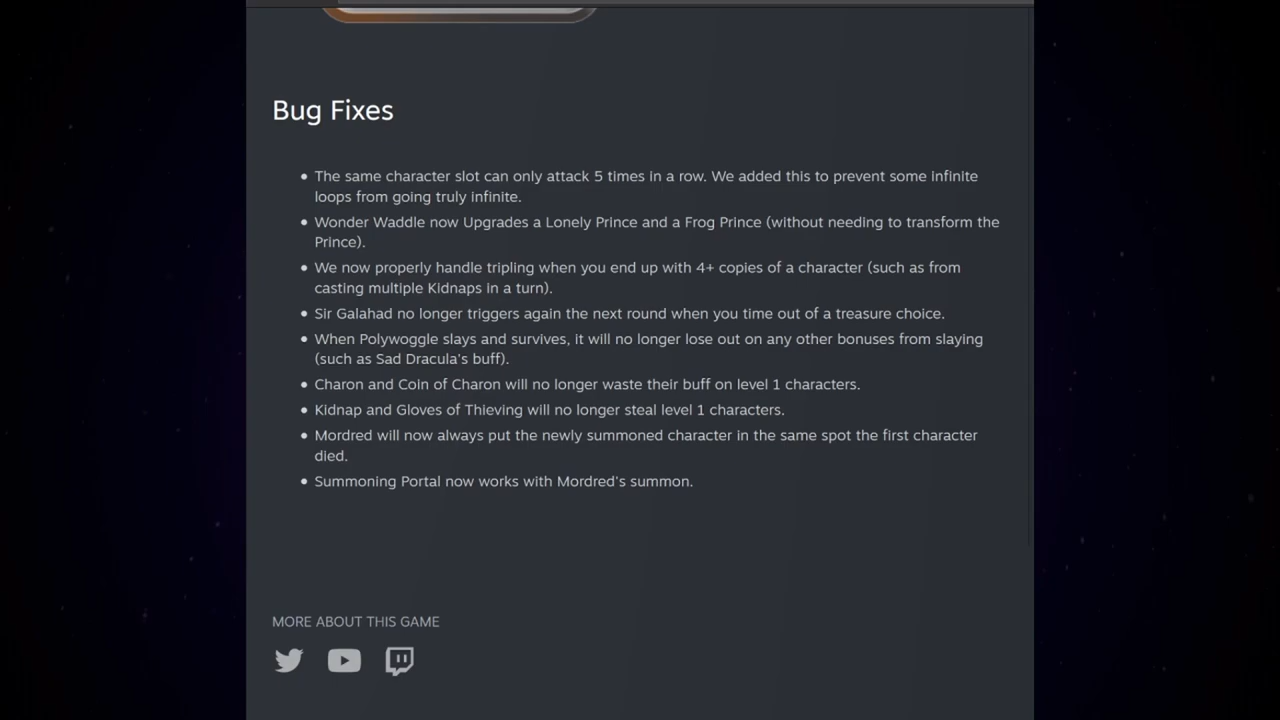 Bug Fixes
• The same character slot can only attack 5 times in a row. We added this to prevent some infinite
loops from going truly infinite.
• Wonder Waddle now Upgrades a Lonely Prince and a Frog Prince (without needing to transform the
Prince).
• We now properly handle tripling when you end up with 4+ copies of a character (such as from
casting multiple Kidnaps in a turn).
• Sir Galahad no longer triggers again the next round when you time out of a treasure choice.
• When Polywoggle slays and survives, it will no longer lose out on any other bonuses from slaying
(such as Sad Dracula's buff).
• Charon and Coin of Charon will no longer waste their buff on level 1 characters.
• Kidnap and Gloves of Thieving will no longer steal level 1 characters.
• Mordred will now always put the newly summoned character in the same spot the first character
died.
• Summoning Portal now works with Mordred's summon.
MORE ABOUT THIS GAME